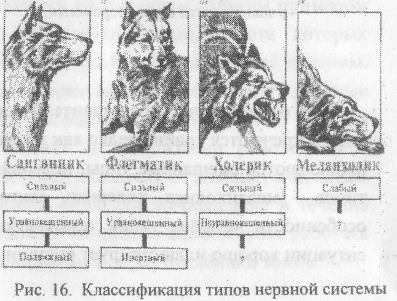 Сангвиник Флегматик Холерик Меланхолик
Сильный Сильный Сильный Слабый
Уравновешенный Уравновешенный Неуравновешенный ?
Подвижный Инертный
Рис. 16. Классификация типов нервной системы